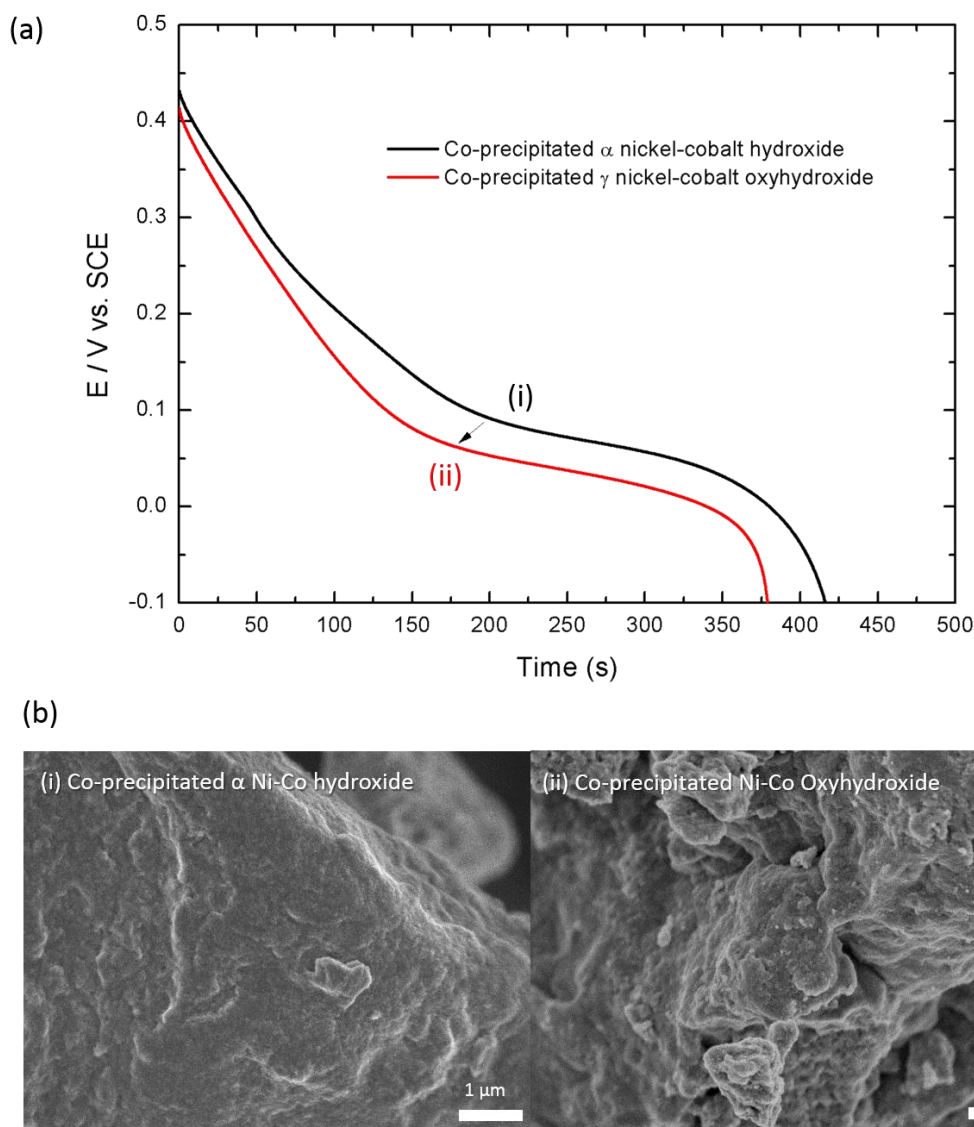 (a)
0.5
0.4
0.3
0.2
0.1
0.0
-0.1
E / V vs. SCE
Co-precipitated α nickel-cobalt hydroxide
Co-precipitated γ nickel-cobalt oxyhydroxide
(i)
(ii)
0 50 100 150 200 250 300 350 400 450 500
Time (s)
(b)
(i) Co-precipitated α Ni-Co hydroxide
(ii) Co-precipitated Ni-Co Oxyhydroxide
1 μm